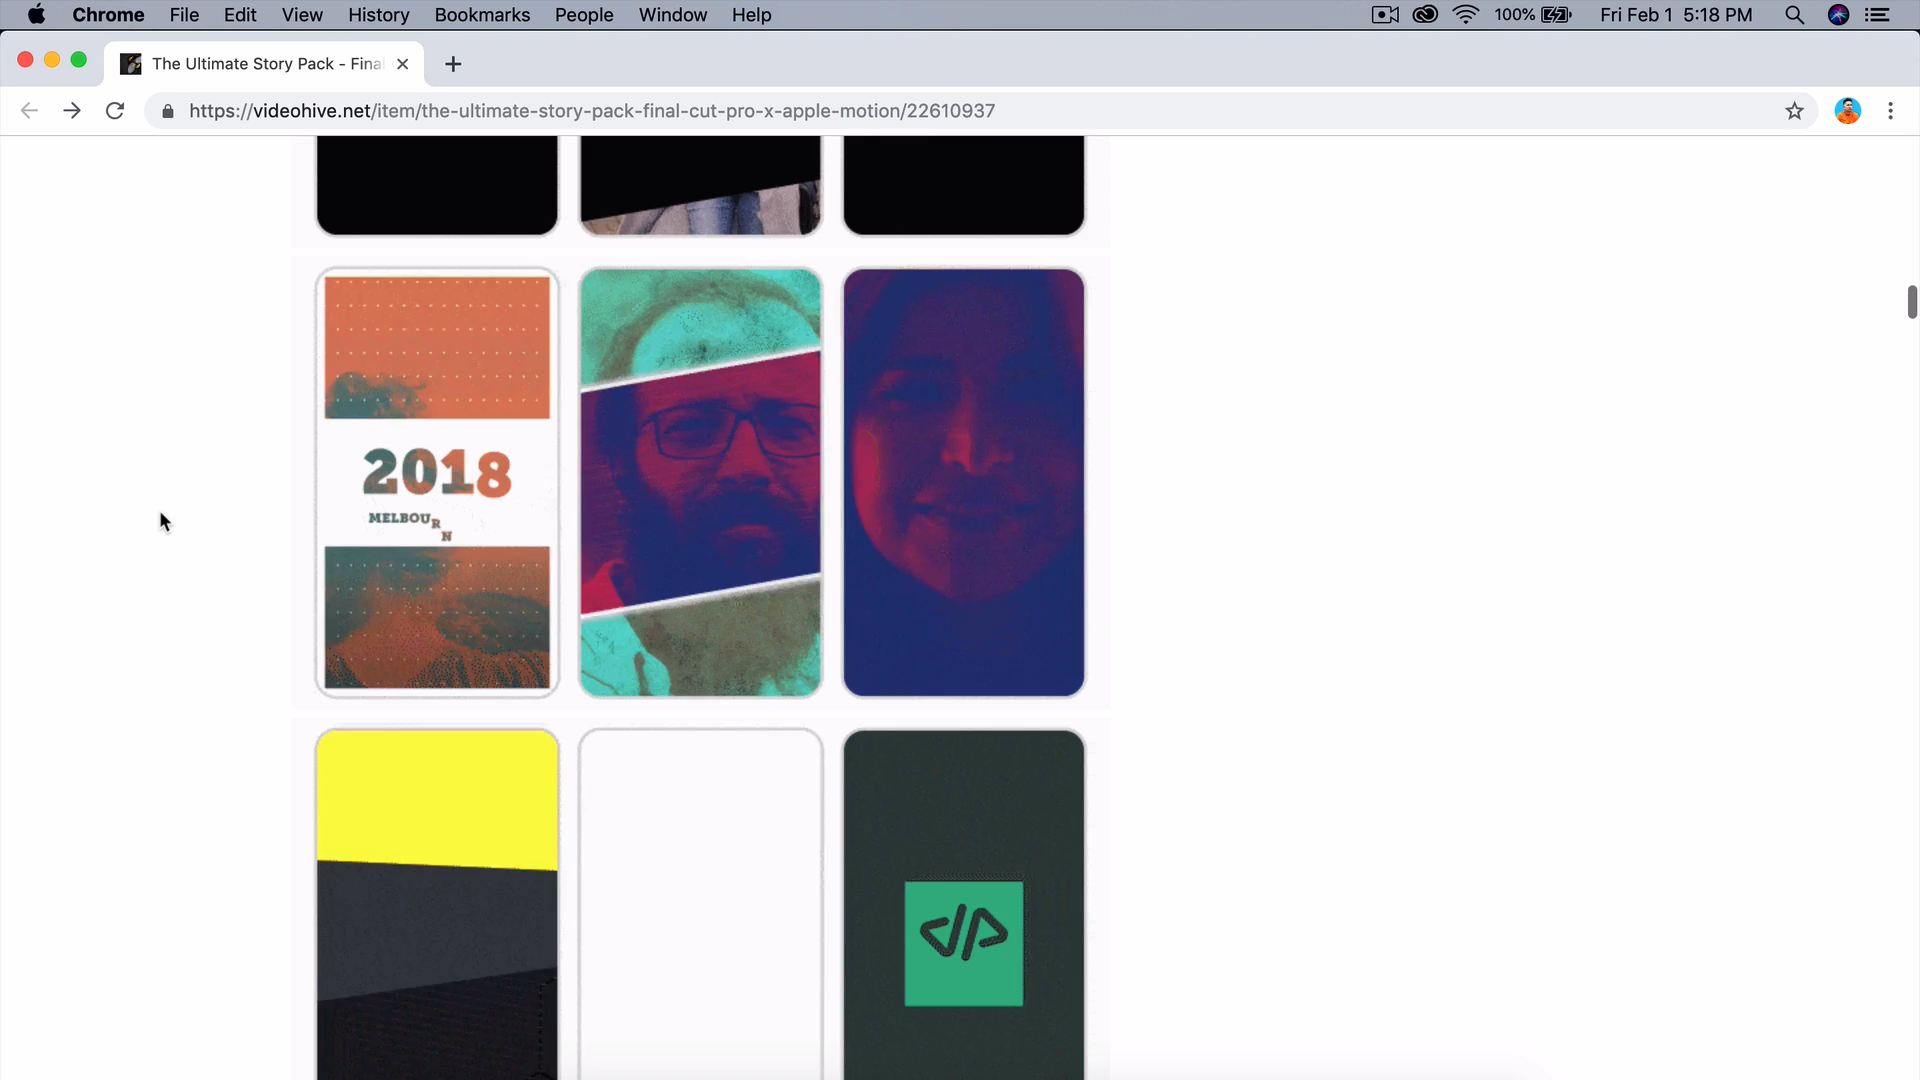 Chrome File Edit View History Bookmarks People Window Help 100% Fri Feb 1 5:18 PM
The Ultimate Story Pack - Fina
https://videohive.net/item/the-ultimate-story-pack-final-cut-pro-x-apple-motion/22610937
2018
MELBOURN